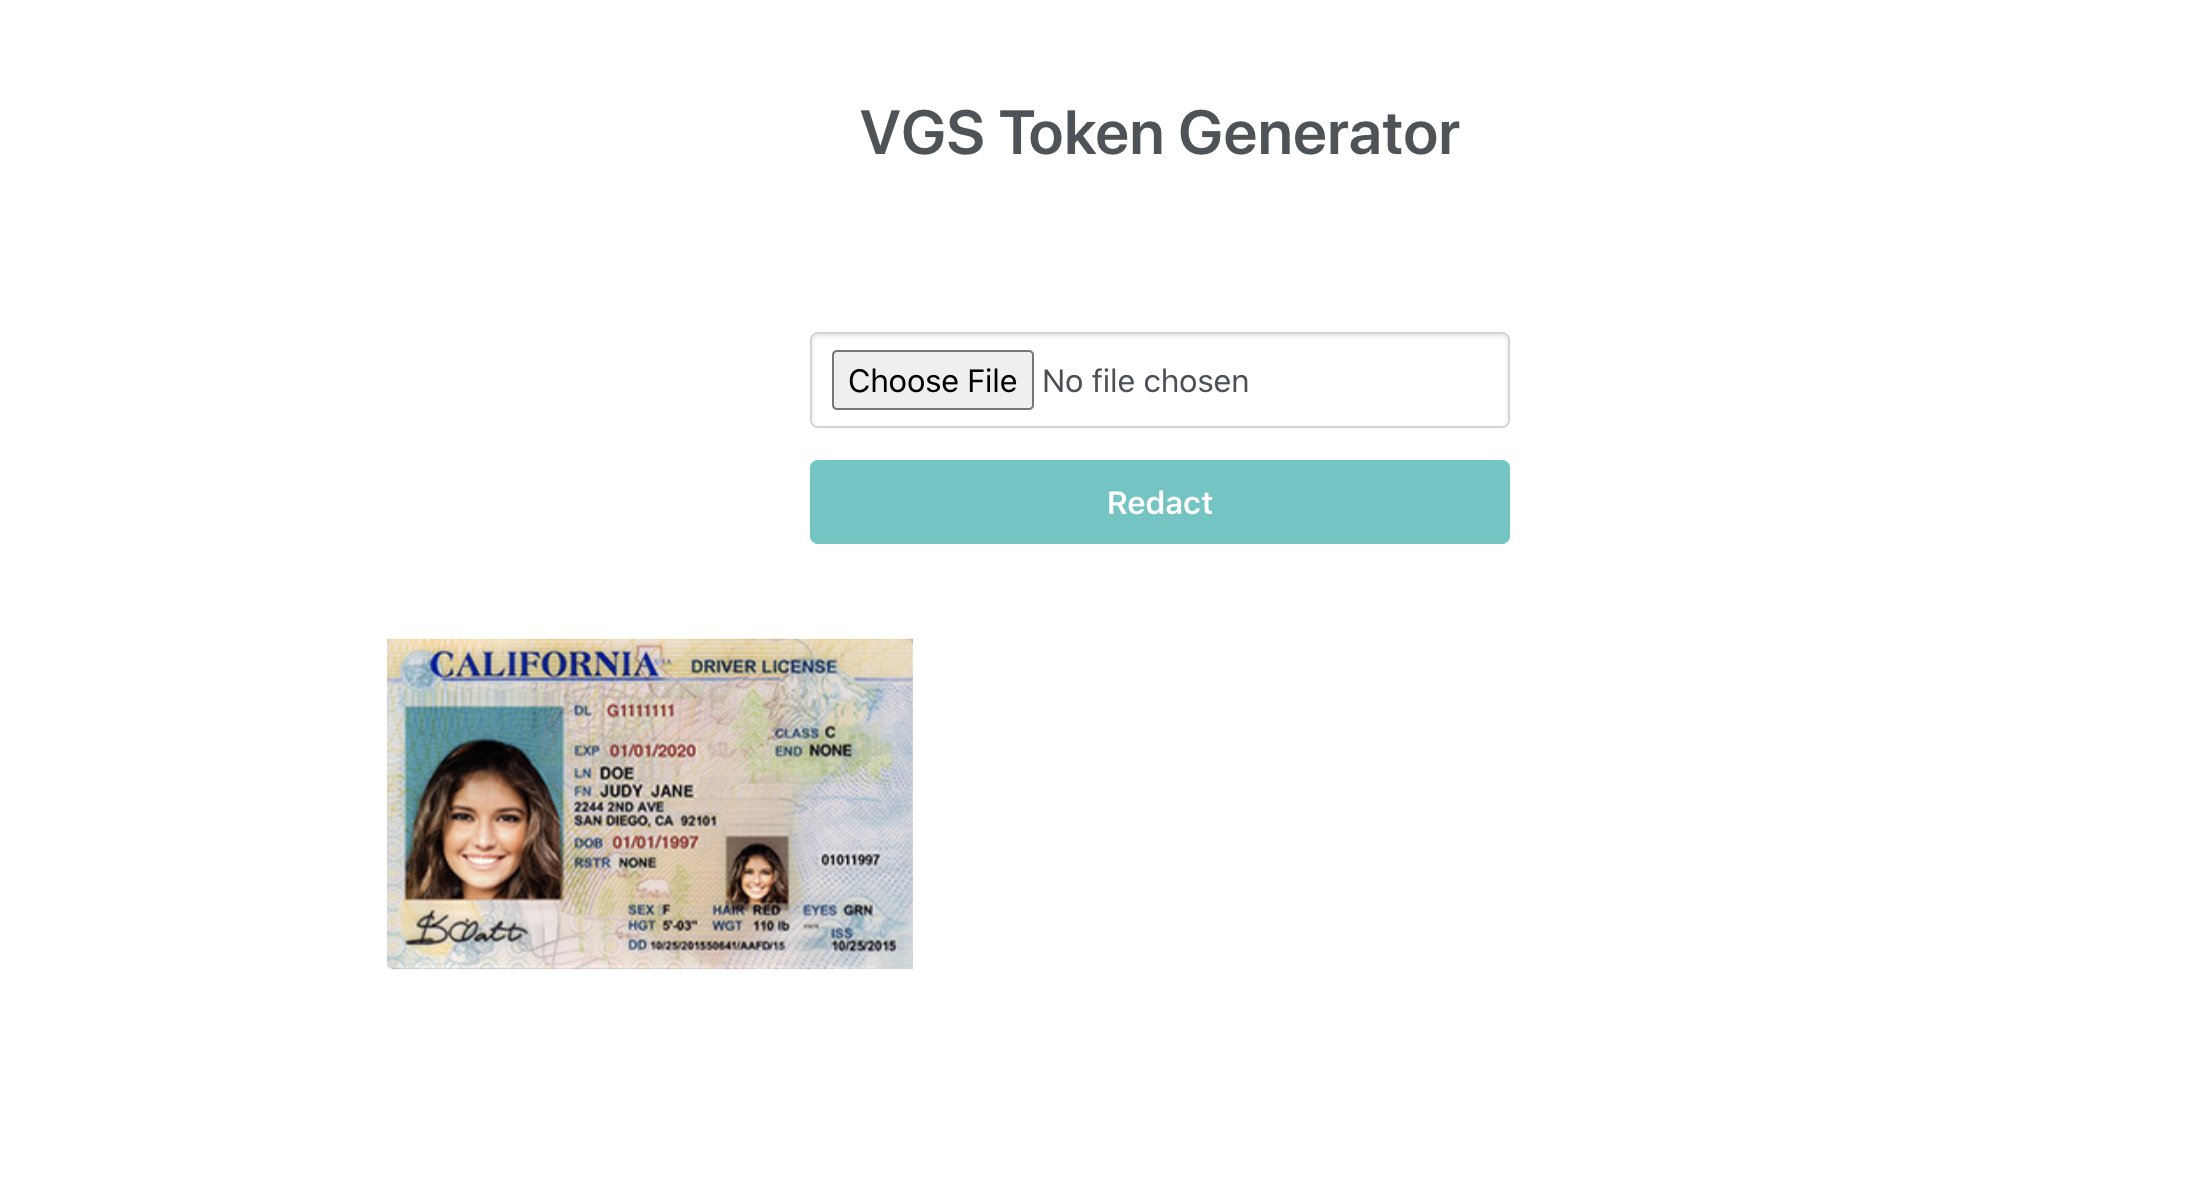 VGS Token Generator
Choose File No file chosen
Redact
CALIFORNIA USA DRIVER LICENSE
DL G1111111
CLASS C
EXP 01/01/2020 END NONE
LN DOE
FN JUDY JANE
2244 2ND AVE
SAN DIEGO, CA 92101
DOB 01/01/1997
RSTR NONE
01011997
SEX F HAIR RED EYES GRN
HGT 5'-03" WGT 110 lb
ISS
DD 10/25/201550641/AAFD/15 10/25/2015